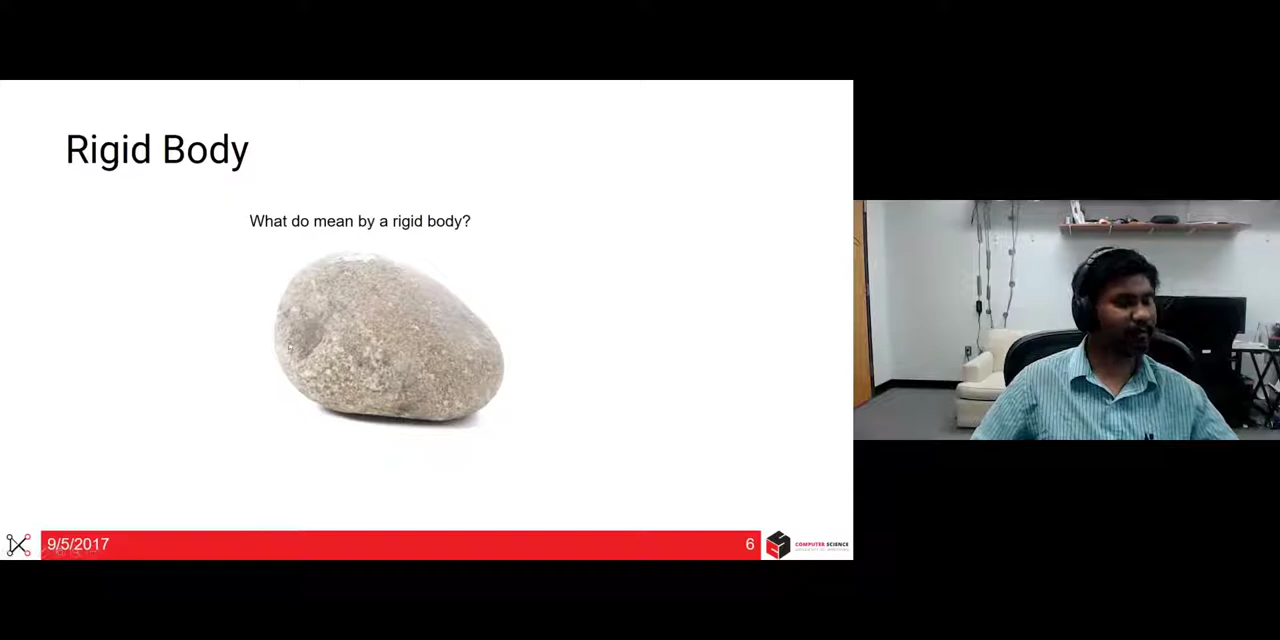 Rigid Body
What do mean by a rigid body?
9/5/2017
6
COMPUTER SCIENCE